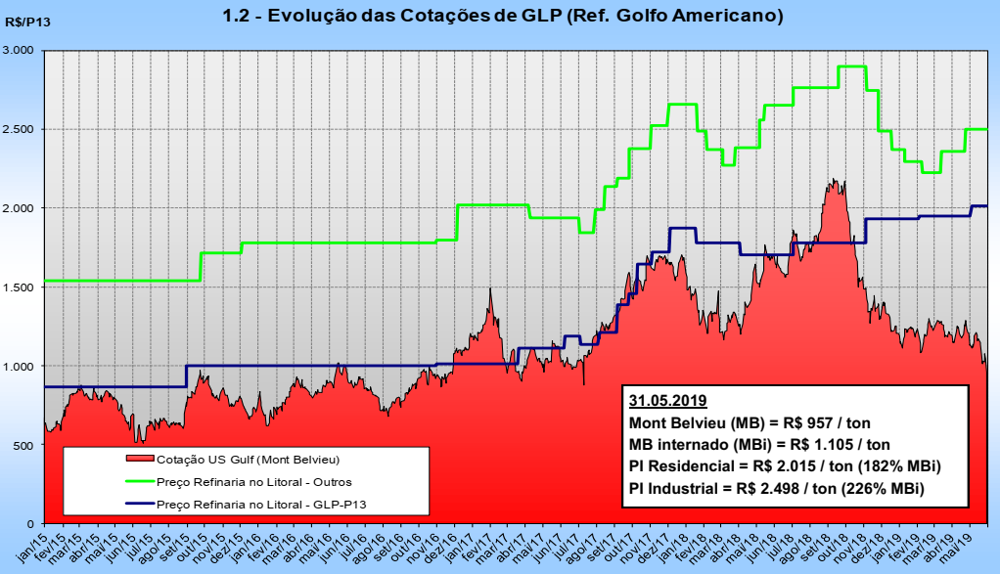 1.2 - Evolução das Cotações de GLP (Ref. Golfo Americano)
R$/P13
3.000
2.500
2.000
1.500
1.000
500
0
31.05.2019
Mont Belvieu (MB) = R$ 957 / ton
MB internado (MBi) = R$ 1.105 / ton
PI Residencial = R$ 2.015 / ton (182% MBi)
PI Industrial = R$ 2.498 / ton (226% MBi)
Cotação US Gulf (Mont Belvieu)
Preço Refinaria no Litoral - Outros
Preço Refinaria no Litoral - GLP-P13
jan/15
fev/15
mar/15
abr/15
mai/15
jun/15
jul/15
ago/15
set/15
out/15
nov/15
dez/15
jan/16
fev/16
mar/16
abr/16
mai/16
jun/16
jul/16
ago/16
set/16
out/16
nov/16
dez/16
jan/17
fev/17
mar/17
abr/17
mai/17
jun/17
jul/17
ago/17
set/17
out/17
nov/17
dez/17
jan/18
fev/18
mar/18
abr/18
mai/18
jun/18
jul/18
ago/18
set/18
out/18
nov/18
dez/18
jan/19
fev/19
mar/19
abr/19
mai/19